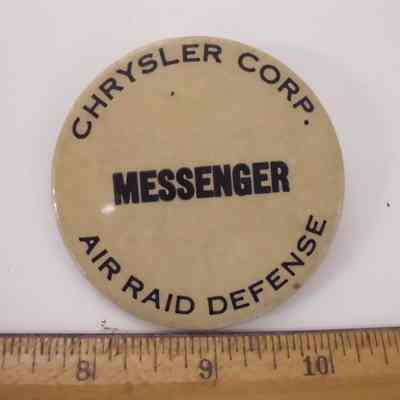 CHRYSLER CORP.
MESSENGER
AIR RAID DEFENSE
8 9 10